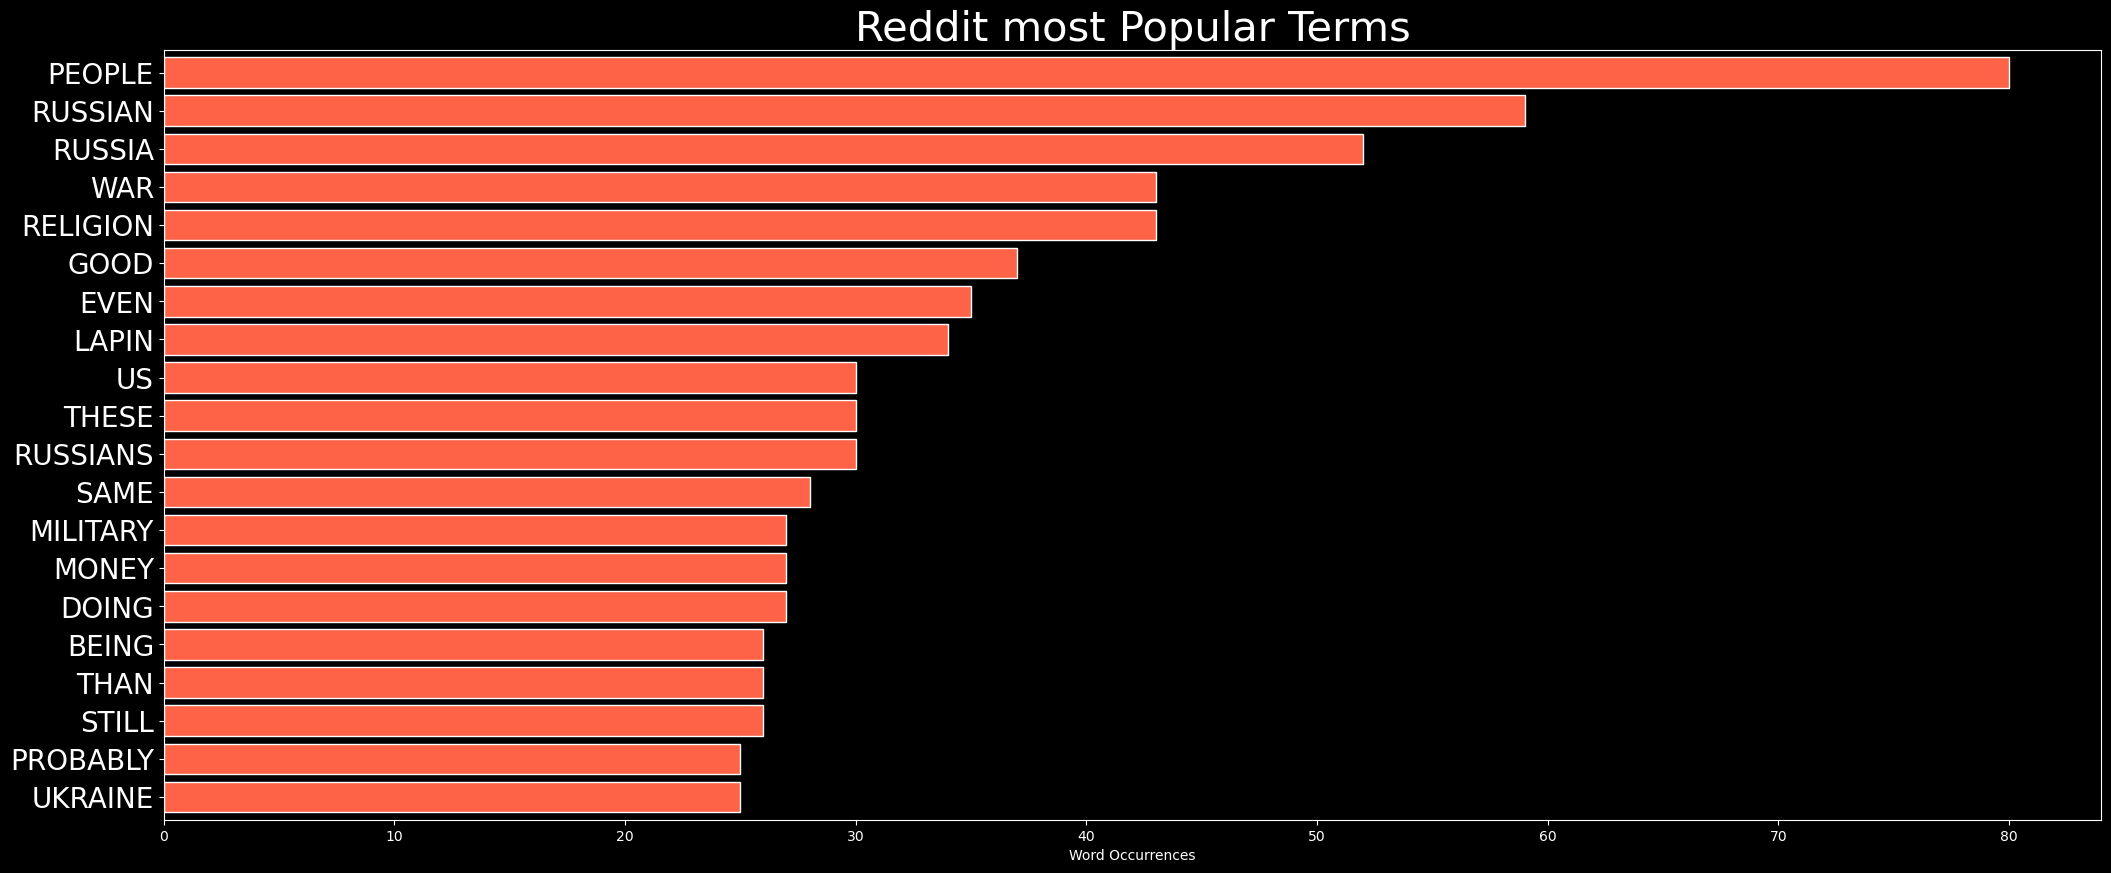 Reddit most Popular Terms
PEOPLE
RUSSIAN
RUSSIA
WAR
RELIGION
GOOD
EVEN
LAPIN
US
THESE
RUSSIANS
SAME
MILITARY
MONEY
DOING
BEING
THAN
STILL
PROBABLY
UKRAINE
0 10 20 30 40 50 60 70 80
Word Occurrences